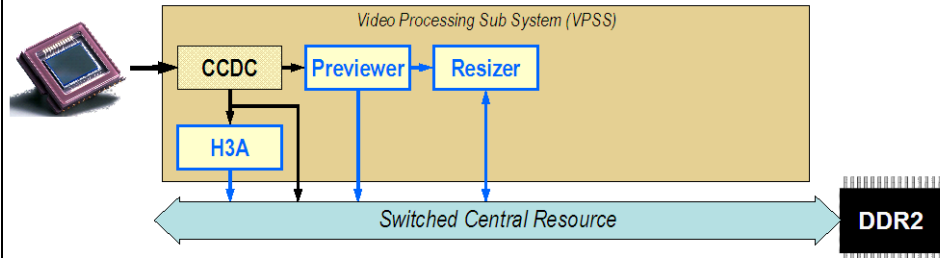 Video Processing Sub System (VPSS)
CCDC
Previewer
Resizer
H3A
Switched Central Resource
DDR2